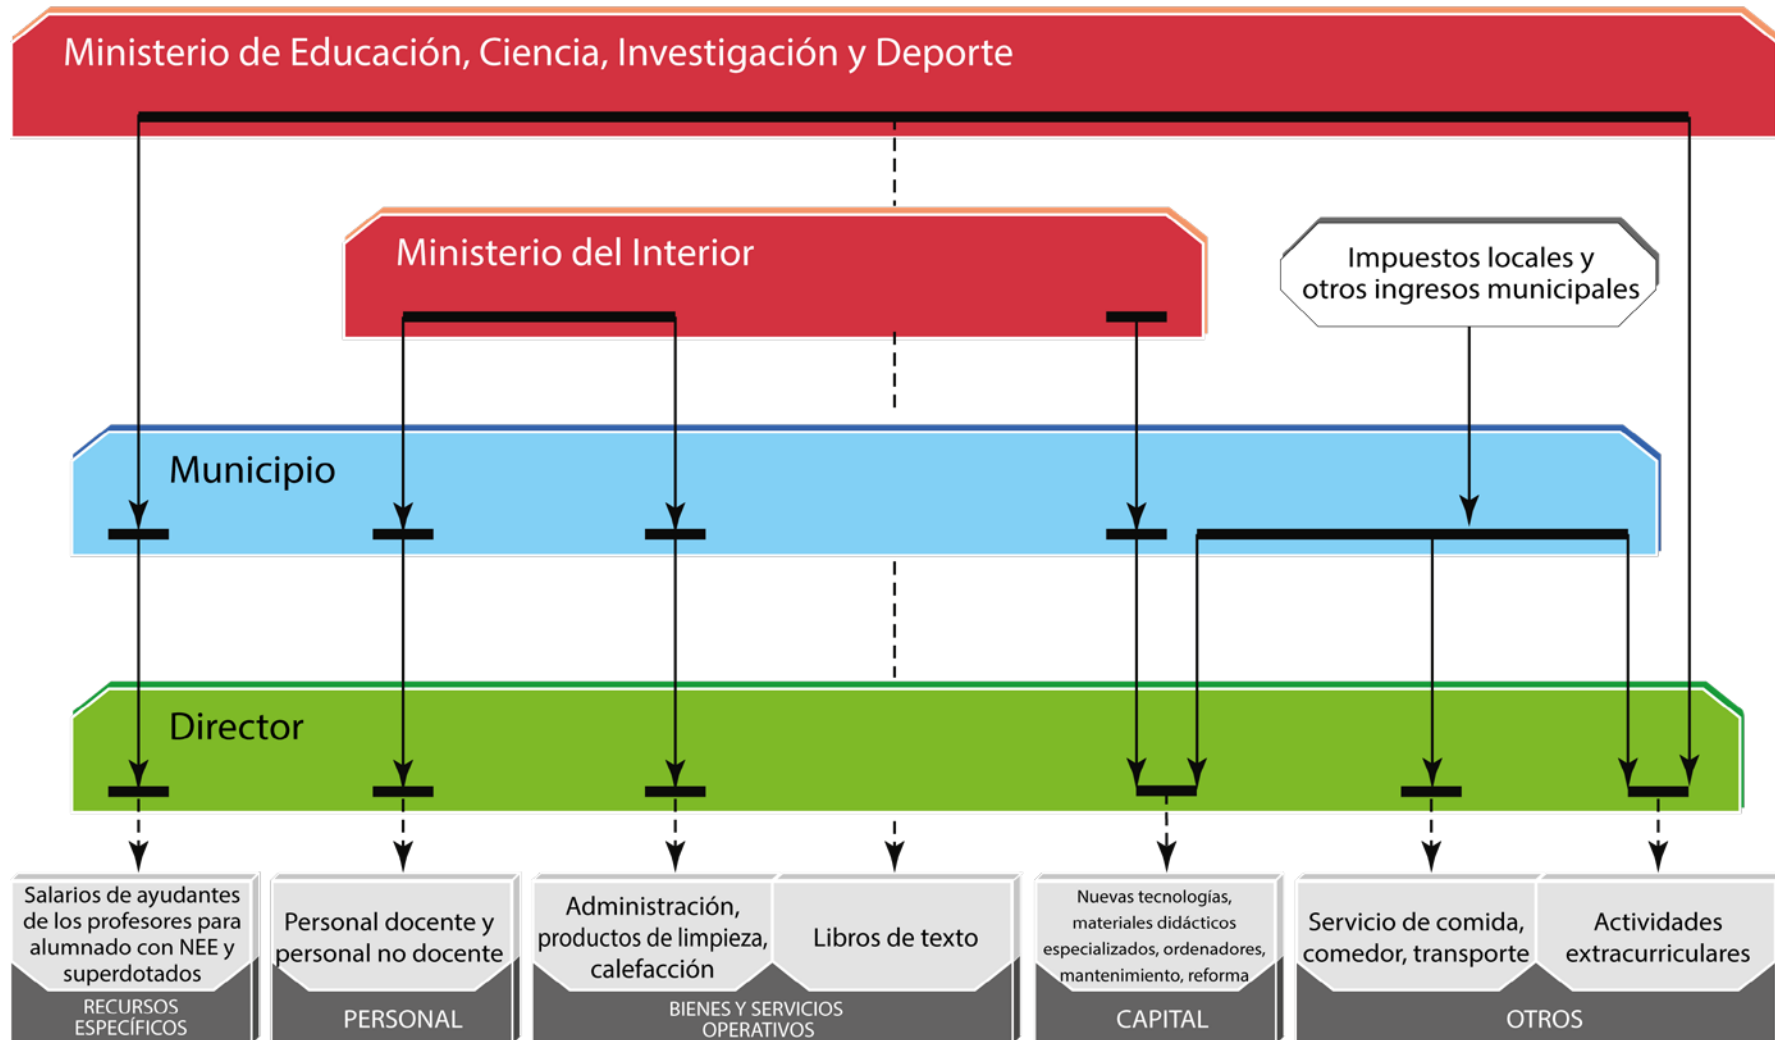 Ministerio de Educación, Ciencia, Investigación y Deporte
Ministerio del Interior
Impuestos locales y
otros ingresos municipales
Municipio
Director
Salarios de ayudantes
de los profesores para
alumnado con NEE y
superdotados
RECURSOS
ESPECÍFICOS
Personal docente y
personal no docente
PERSONAL
Administración,
productos de limpieza,
calefacción
Libros de texto
BIENES Y SERVICIOS
OPERATIVOS
Nuevas tecnologías,
materiales didácticos
especializados, ordenadores,
mantenimiento, reforma
CAPITAL
Servicio de comida,
comedor, transporte
Actividades
extracurriculares
OTROS